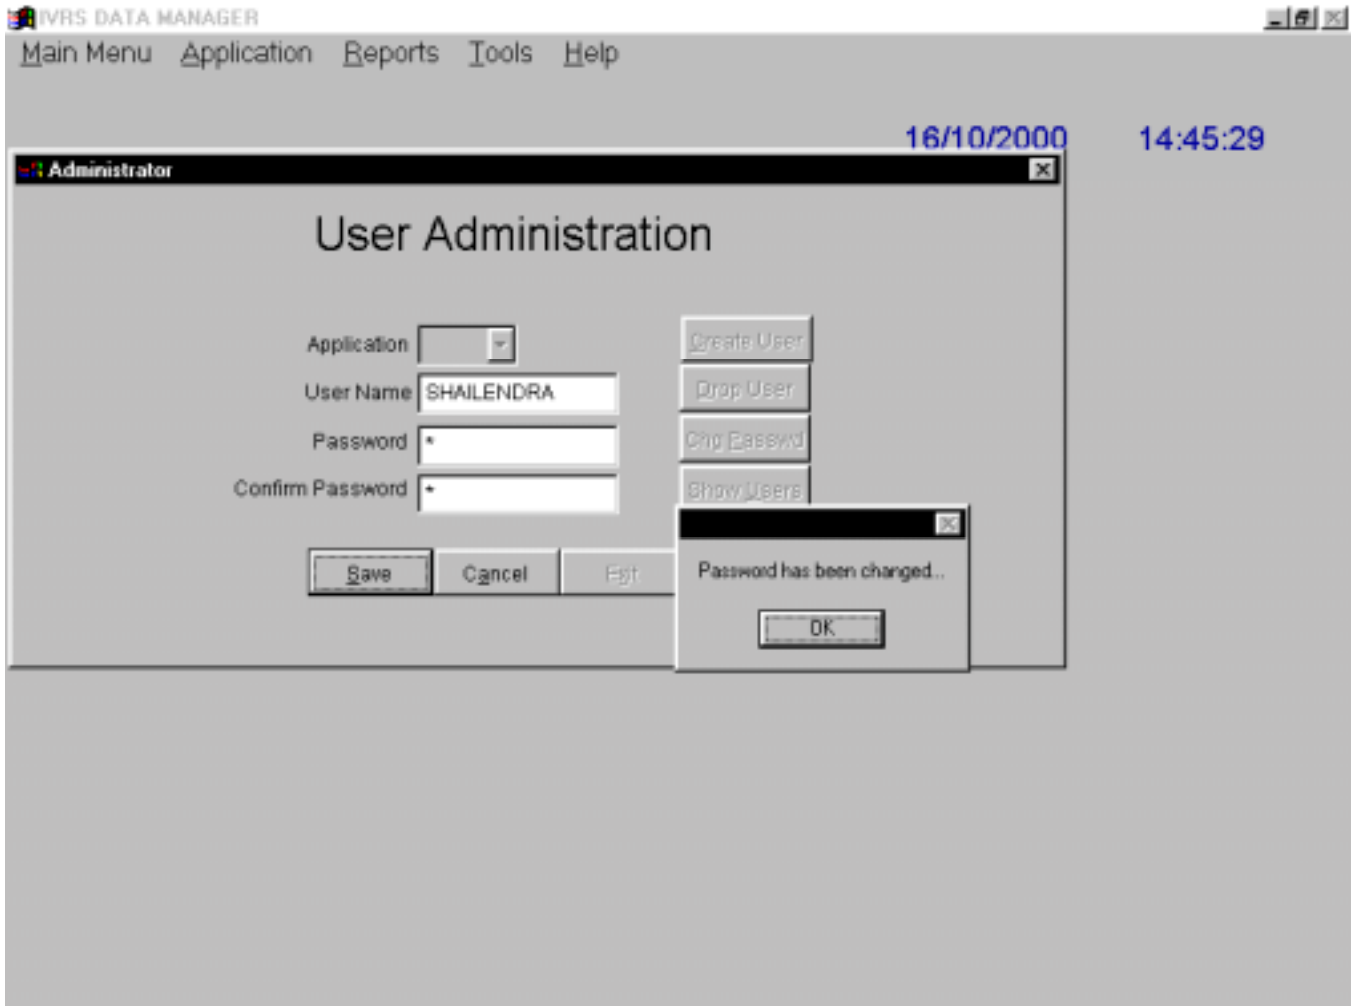 IVRS DATA MANAGER
Main Menu Application Reports Tools Help
16/10/2000 14:45:29
Administrator
User Administration
Application Create User
User Name SHAILENDRA Drop User
Password * Chg Passwd
Confirm Password * Show Users
Save Cancel Exit
Password has been changed...
OK